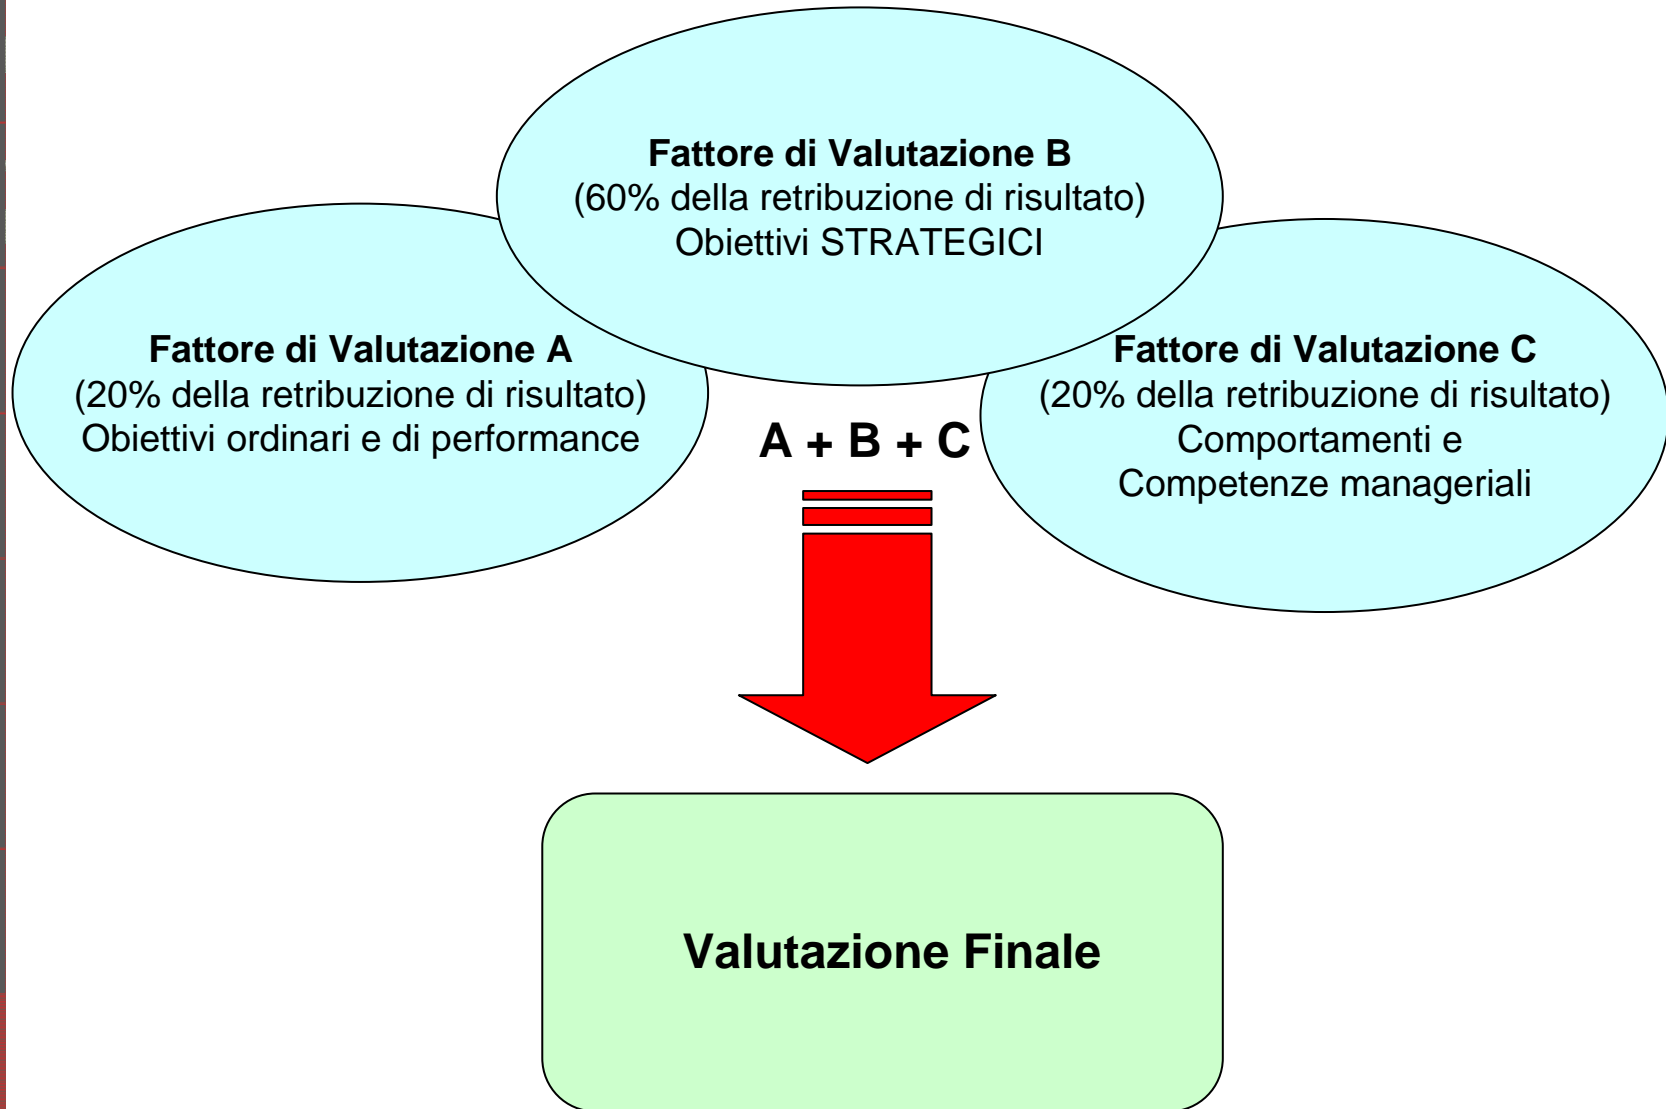 Fattore di Valutazione B
(60% della retribuzione di risultato)
Obiettivi STRATEGICI
Fattore di Valutazione A
(20% della retribuzione di risultato)
Obiettivi ordinari e di performance
Fattore di Valutazione C
(20% della retribuzione di risultato)
Comportamenti e
Competenze manageriali
A + B + C
Valutazione Finale